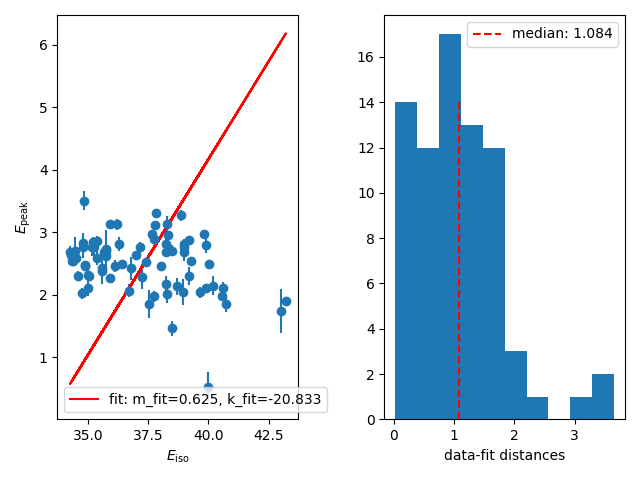 6
5
4
3
2
1
E_peak
35.0 37.5 40.0 42.5
E_iso
fit: m_fit=0.625, k_fit=-20.833
16
14
12
10
8
6
4
2
0
0 1 2 3
data-fit distances
median: 1.084